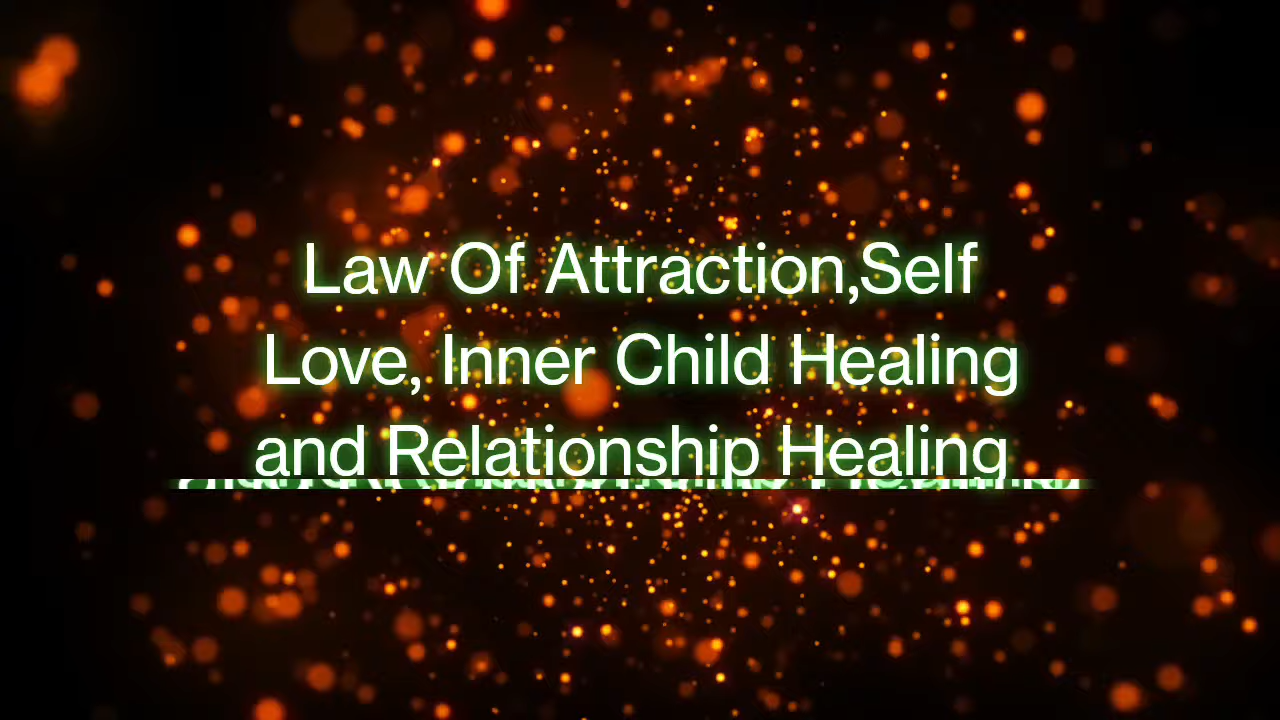 Law Of Attraction,Self
Love, Inner Child Healing
and Relationship Healing